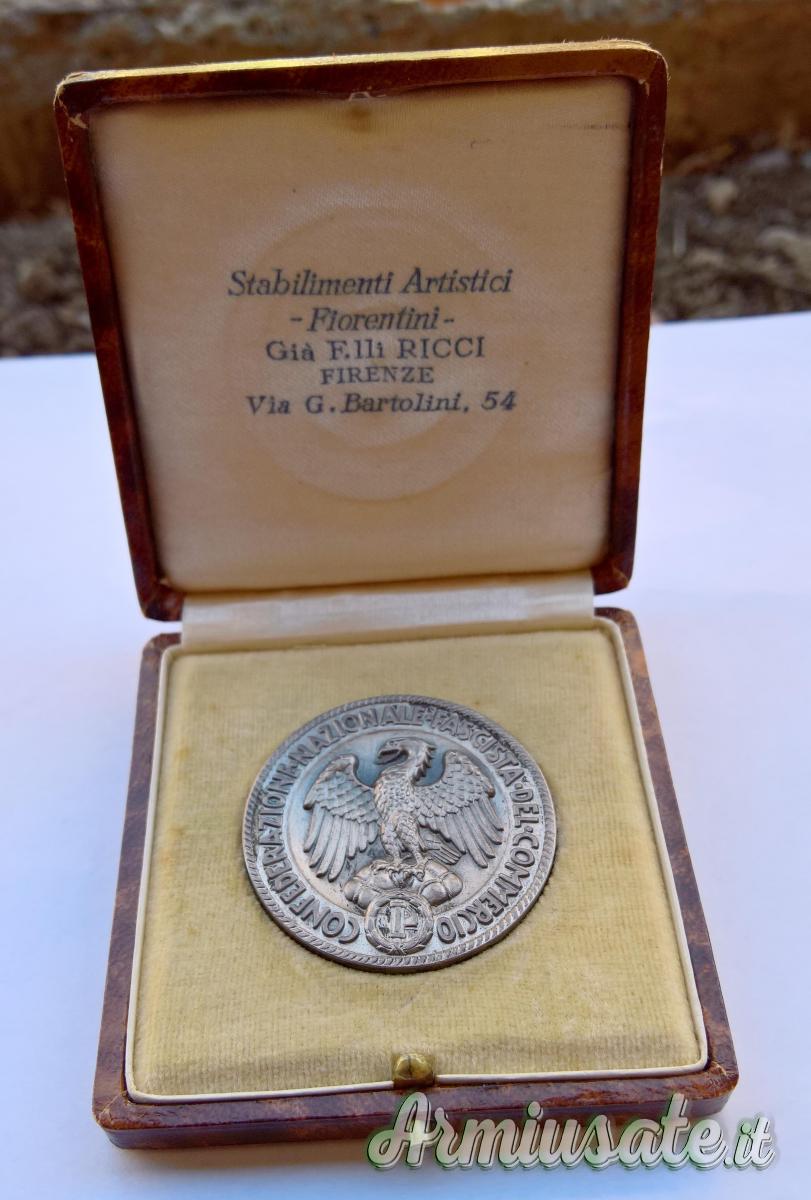 Stabilimenti Artistici
-Fiorentini-
Già F.lli RICCI
FIRENZE
Via G. Bartolini, 54
CONFEDERAZIONE·NAZIONALE·FASCISTA·DEL·COMMERCIO
Armiusate.it